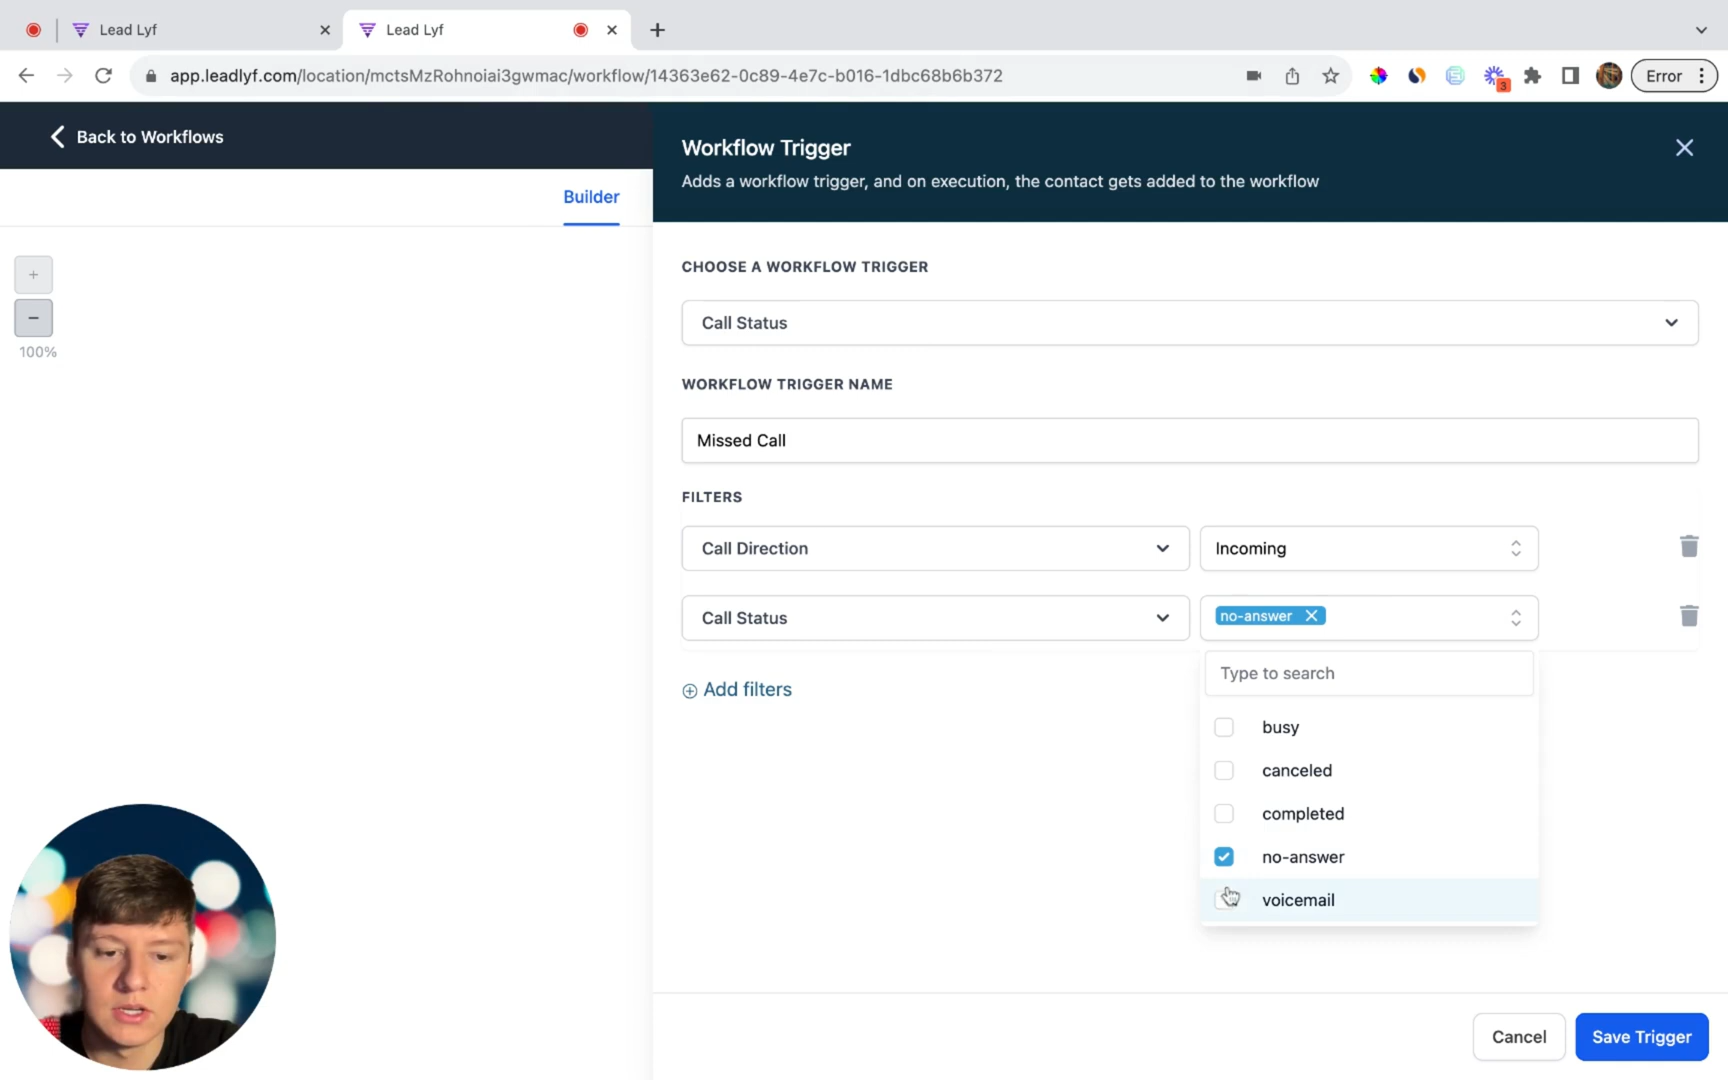 Lead Lyf
Lead Lyf
app.leadlyf.com/location/mctsMzRohnoiai3gwmac/workflow/14363e62-0c89-4e7c-b016-1dbc68b6b372
3
Error
Back to Workflows
Workflow Trigger
Adds a workflow trigger, and on execution, the contact gets added to the workflow
Builder
+
−
100%
CHOOSE A WORKFLOW TRIGGER
Call Status
WORKFLOW TRIGGER NAME
Missed Call
FILTERS
Call Direction
Incoming
Call Status
no-answer
Add filters
Type to search
busy
canceled
completed
no-answer
voicemail
Cancel
Save Trigger